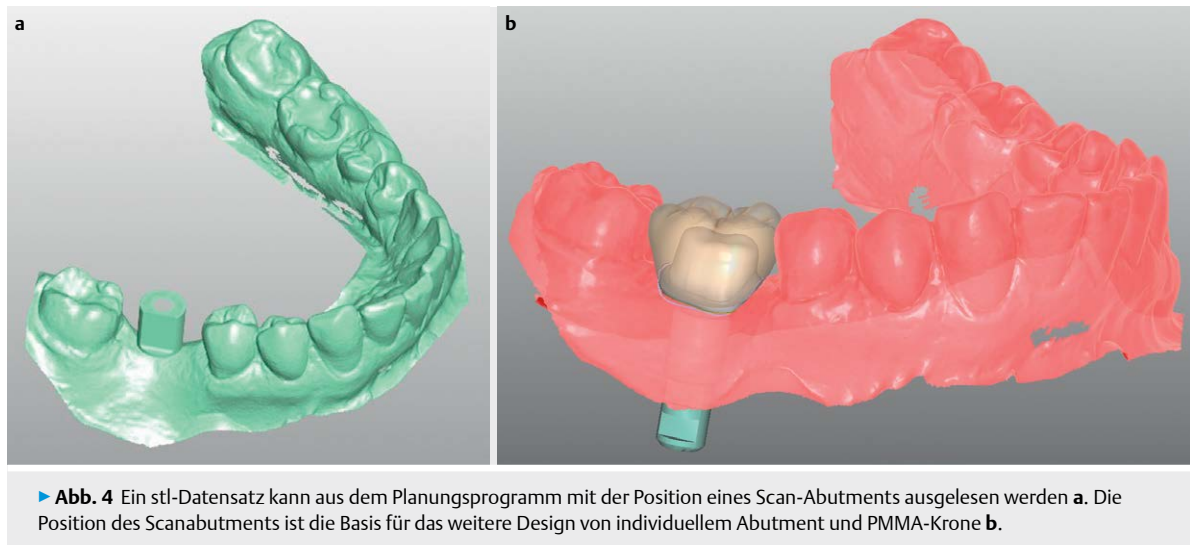 a
b
▶ Abb. 4 Ein stl-Datensatz kann aus dem Planungsprogramm mit der Position eines Scan-Abutments ausgelesen werden a. Die
Position des Scanabutments ist die Basis für das weitere Design von individuellem Abutment und PMMA-Krone b.